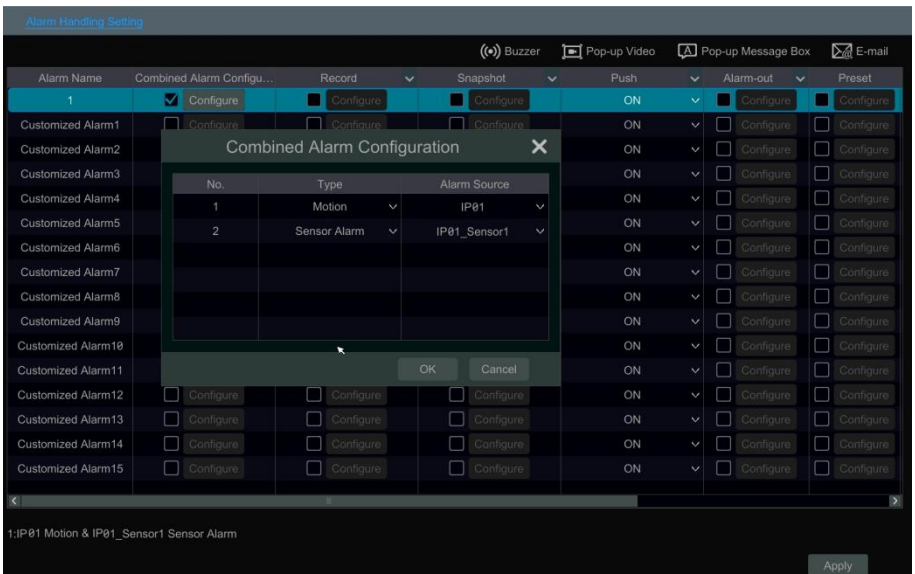 Alarm Handling Setting
Buzzer Pop-up Video Pop-up Message Box E-mail
Alarm Name Combined Alarm Configu... Record Snapshot Push Alarm-out Preset
1 Configure Configure Configure ON Configure Configure
Customized Alarm1 Configure Configure Configure ON Configure Configure
Customized Alarm2 ON Configure Configure
Customized Alarm3 ON Configure Configure
Customized Alarm4 ON Configure Configure
Customized Alarm5 ON Configure Configure
Customized Alarm6 ON Configure Configure
Customized Alarm7 ON Configure Configure
Customized Alarm8 ON Configure Configure
Customized Alarm9 ON Configure Configure
Customized Alarm10 ON Configure Configure
Customized Alarm11 ON Configure Configure
Customized Alarm12 Configure Configure Configure ON Configure Configure
Customized Alarm13 Configure Configure Configure ON Configure Configure
Customized Alarm14 Configure Configure Configure ON Configure Configure
Customized Alarm15 Configure Configure Configure ON Configure Configure
Combined Alarm Configuration
No. Type Alarm Source
1 Motion IP01
2 Sensor Alarm IP01_Sensor1
OK Cancel
1:IP01 Motion & IP01_Sensor1 Sensor Alarm
Apply